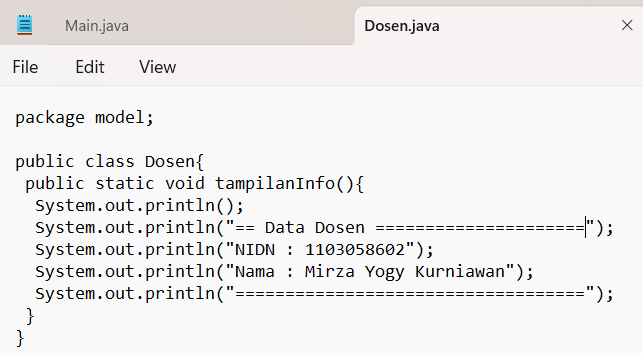 Main.java
Dosen.java
File Edit View
package model;
public class Dosen{
public static void tampilanInfo(){
System.out.println();
System.out.println("== Data Dosen =====================");
System.out.println("NIDN : 1103058602");
System.out.println("Nama : Mirza Yogy Kurniawan");
System.out.println("===================================");
}
}